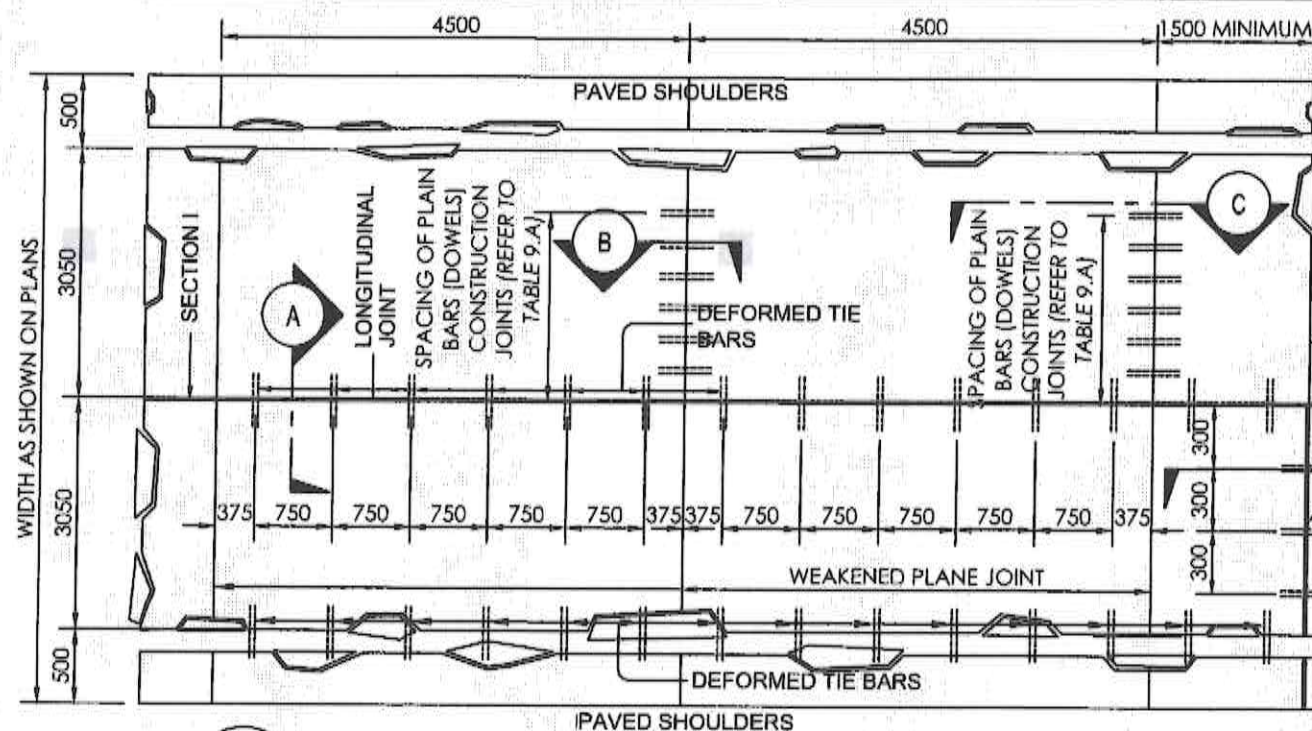 4500
4500
1500 MINIMUM
PAVED SHOULDERS
WIDTH AS SHOWN ON PLANS
500
3050
3050
500
SECTION I
A
LONGITUDINAL
JOINT
SPACING OF PLAIN
BARS [DOWELS]
CONSTRUCTION
JOINTS (REFER TO
TABLE 9.A)
B
DEFORMED TIE
BARS
SPACING OF PLAIN
BARS [DOWELS]
CONSTRUCTION
JOINTS (REFER TO
TABLE 9.A)
C
375 750 750 750 750 750 375 375 750 750 750 750 750 375
300
300
300
WEAKENED PLANE JOINT
DEFORMED TIE BARS
PAVED SHOULDERS